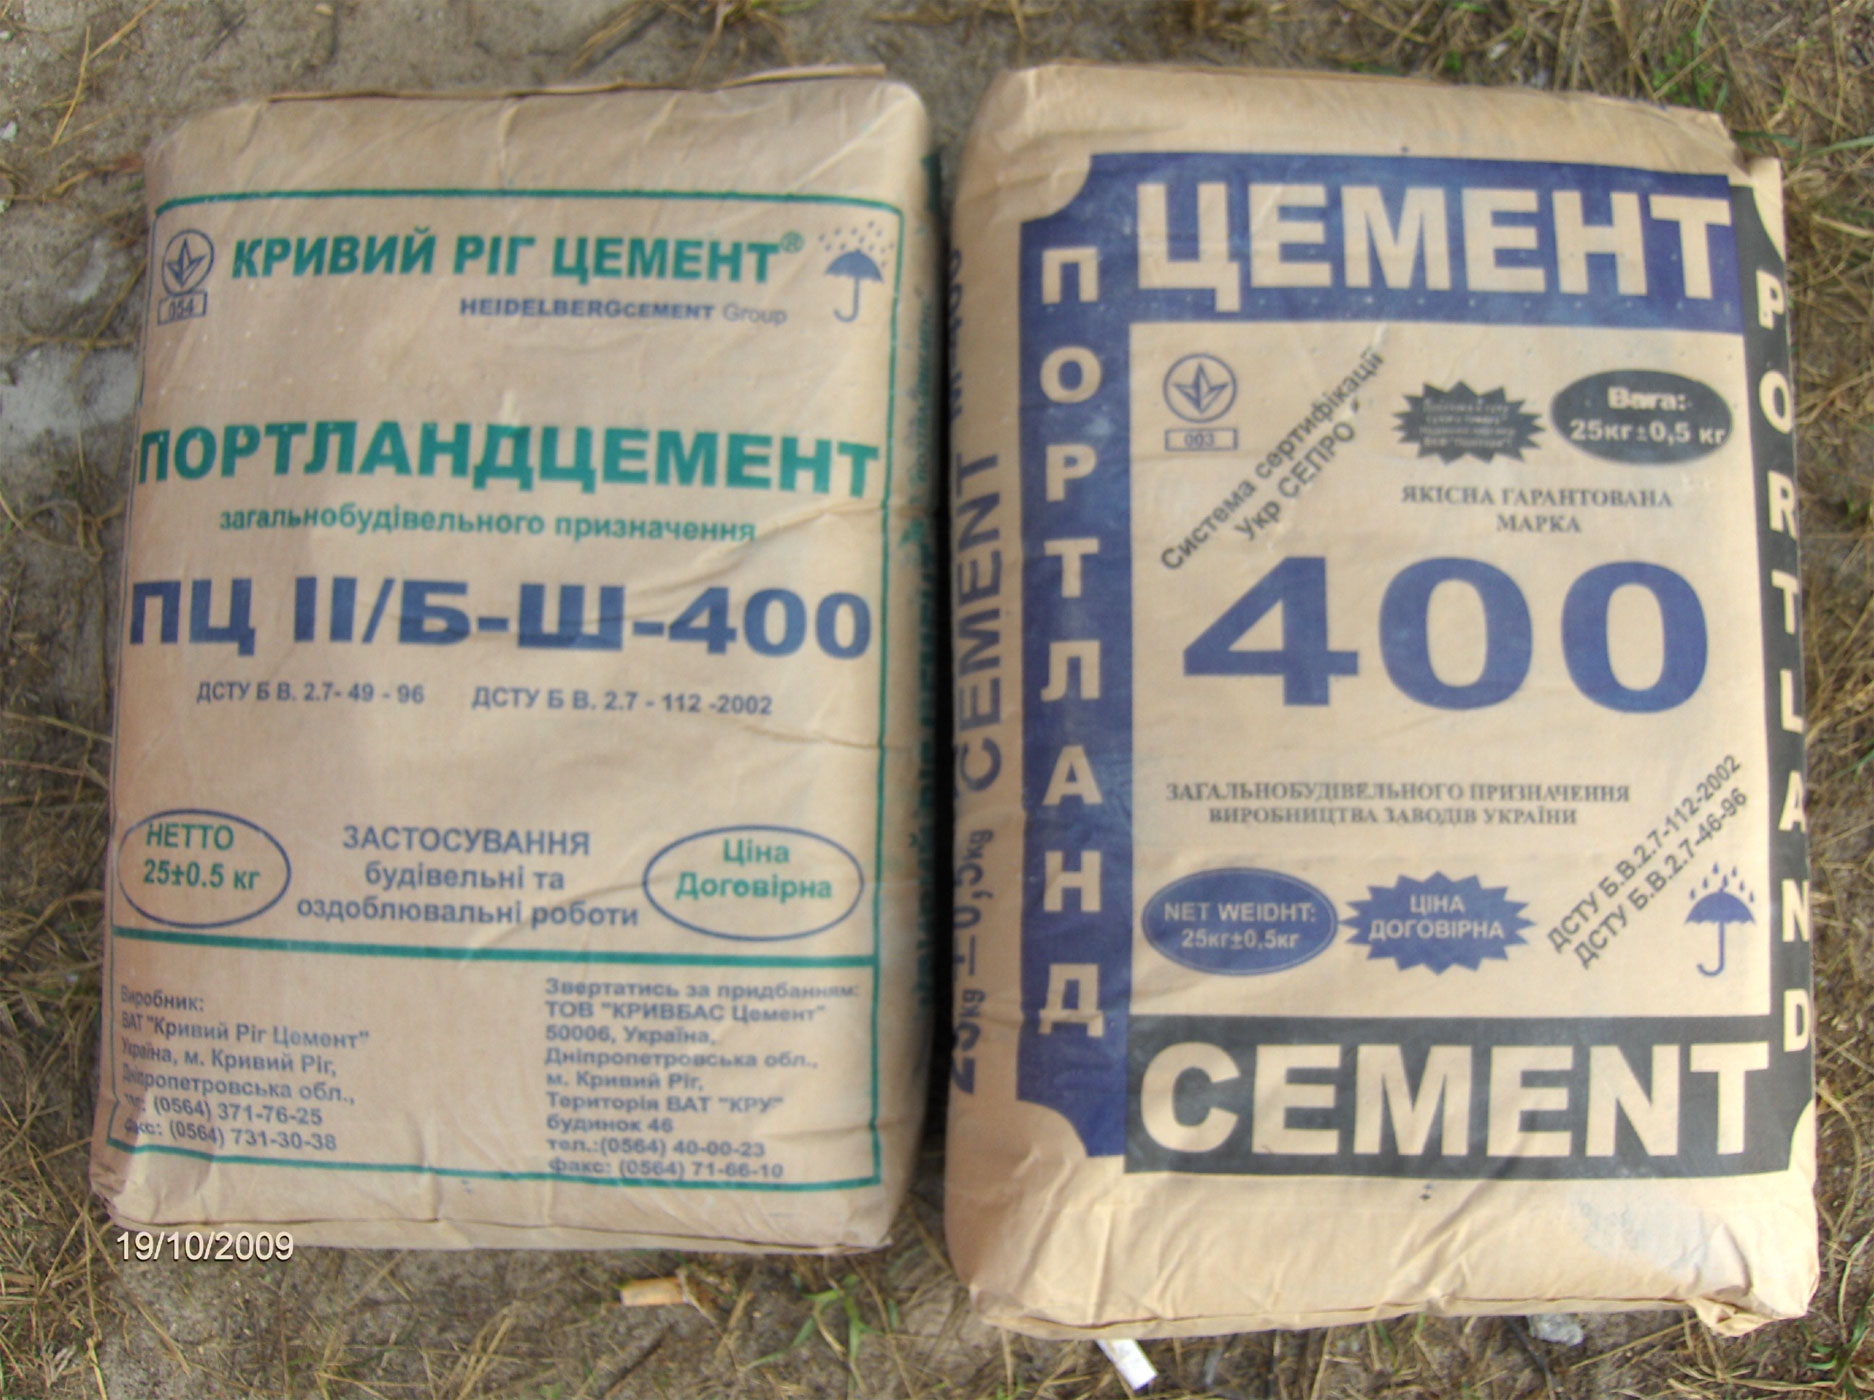 КРИВИЙ РІГ ЦЕМЕНТ®
HEIDELBERGCEMENT Group
054
ПОРТЛАНДЦЕМЕНТ
загальнобудівельного призначення
ПЦ II/Б-Ш-400
ДСТУ Б В. 2.7- 49 - 96 ДСТУ Б В. 2.7 - 112 -2002
НЕТТО
25±0.5 кг
ЗАСТОСУВАННЯ
будівельні та
оздоблювальні роботи
Ціна
Договірна
Виробник:
ВАТ "Кривий Ріг Цемент"
Україна, м. Кривий Ріг,
Дніпропетровська обл.,
(0564) 371-76-25
факс: (0564) 731-30-38
Звертатись за придбанням:
ТОВ "КРИВБАС Цемент"
50006, Україна,
Дніпропетровська обл.,
м. Кривий Ріг,
Територія ВАТ "КРУ"
будинок 46
тел.:(0564) 40-00-23
факс: (0564) 71-66-10
19/10/2009
CEMENT
25kg ± 0,5kg
ЦЕМЕНТ
ПОРТЛАНД
PORTLAND
003
Система сертифікації
Укр СЕПРО
Вага:
25кг±0,5 кг
ЯКІСНА ГАРАНТОВАНА
МАРКА
400
ЗАГАЛЬНОБУДІВЕЛЬНОГО ПРИЗНАЧЕННЯ
ВИРОБНИЦТВА ЗАВОДІВ УКРАЇНИ
NET WEIDHT:
25кг±0,5кг
ЦІНА
ДОГОВІРНА
ДСТУ Б.В.2.7-112-2002
ДСТУ Б.В.2.7-46-96
CEMENT